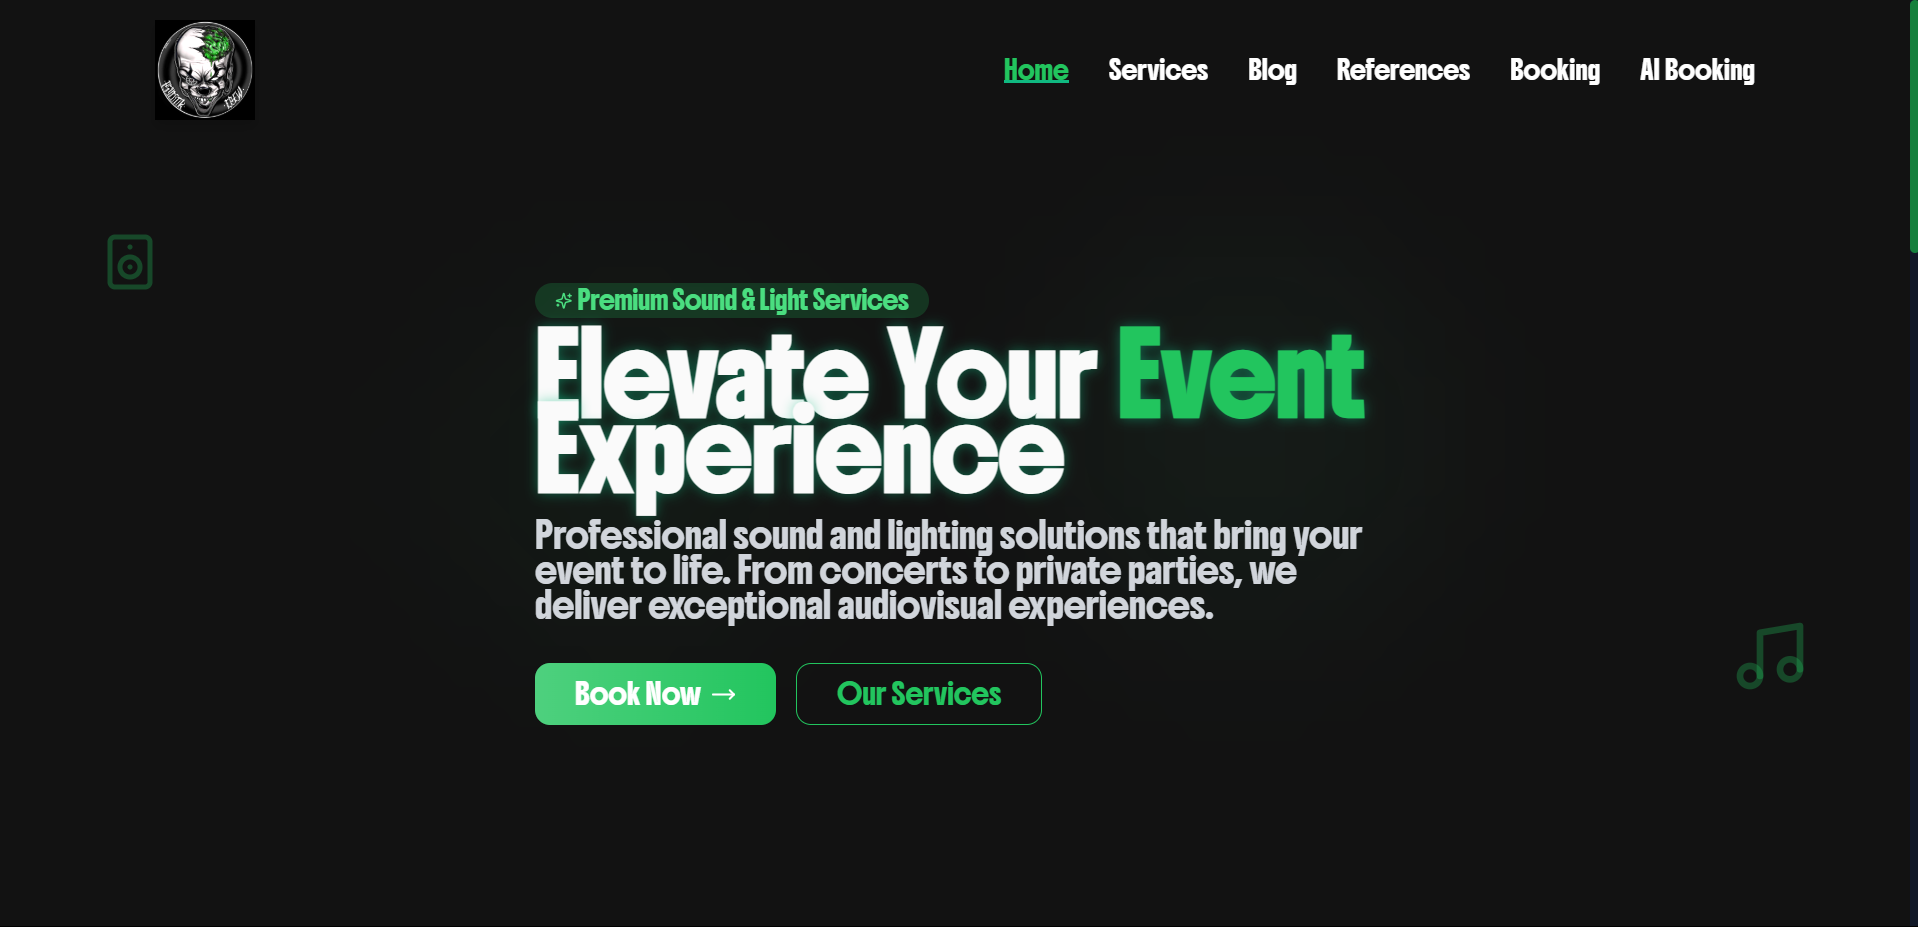 Home Services Blog References Booking AI Booking
Premium Sound & Light Services
Elevate Your Event
Experience
Professional sound and lighting solutions that bring your
event to life. From concerts to private parties, we
deliver exceptional audiovisual experiences.
Book Now →
Our Services